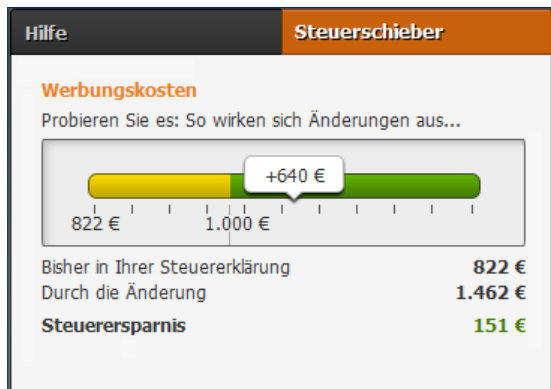 Hilfe Steuerschieber
Werbungskosten
Probieren Sie es: So wirken sich Änderungen aus...
+640 €
822 € 1.000 €
Bisher in Ihrer Steuererklärung 822 €
Durch die Änderung 1.462 €
Steuerersparnis 151 €